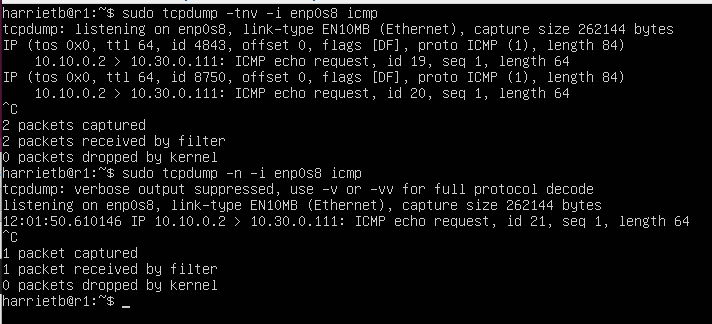 harrietb@r1:~$ sudo tcpdump -tnv -i enp0s8 icmp
tcpdump: listening on enp0s8, link-type EN10MB (Ethernet), capture size 262144 bytes
IP (tos 0x0, ttl 64, id 4843, offset 0, flags [DF], proto ICMP (1), length 84)
    10.10.0.2 > 10.30.0.111: ICMP echo request, id 19, seq 1, length 64
IP (tos 0x0, ttl 64, id 8750, offset 0, flags [DF], proto ICMP (1), length 84)
    10.10.0.2 > 10.30.0.111: ICMP echo request, id 20, seq 1, length 64
^C
2 packets captured
2 packets received by filter
0 packets dropped by kernel
harrietb@r1:~$ sudo tcpdump -n -i enp0s8 icmp
tcpdump: verbose output suppressed, use -v or -vv for full protocol decode
listening on enp0s8, link-type EN10MB (Ethernet), capture size 262144 bytes
12:01:50.610146 IP 10.10.0.2 > 10.30.0.111: ICMP echo request, id 21, seq 1, length 64
^C
1 packet captured
1 packet received by filter
0 packets dropped by kernel
harrietb@r1:~$ _